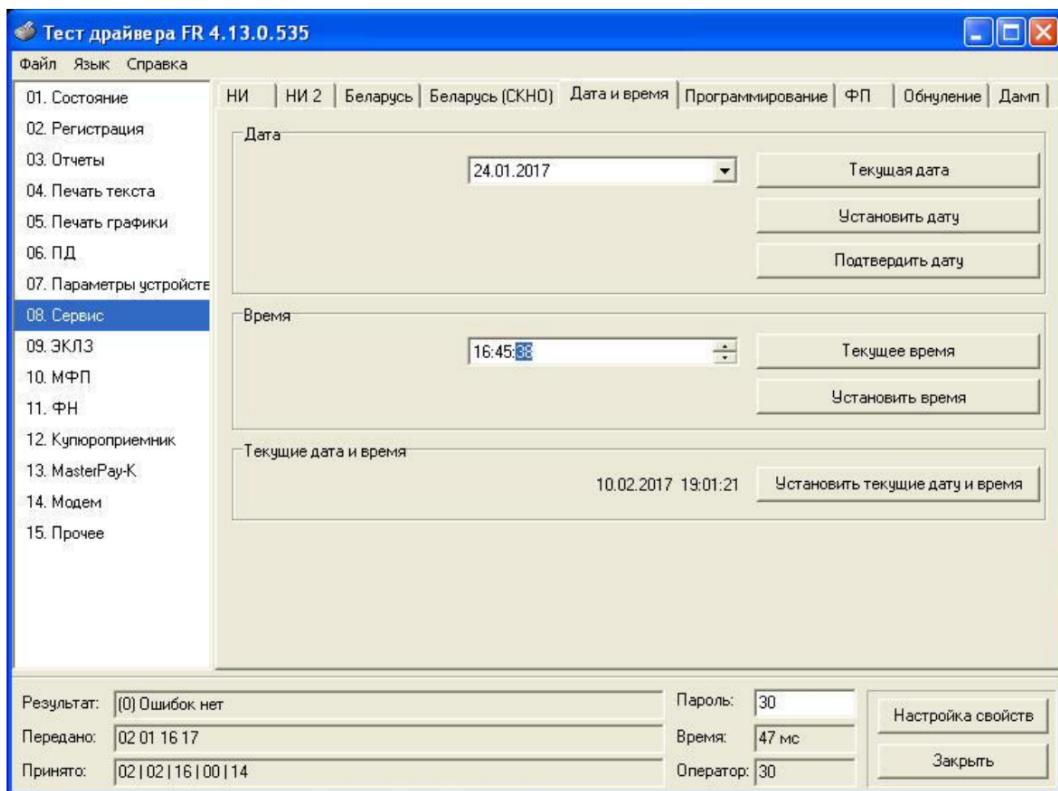 Тест драйвера FR 4.13.0.535
Файл Язык Справка
01. Состояние
02. Регистрация
03. Отчеты
04. Печать текста
05. Печать графики
06. ПД
07. Параметры устройств
08. Сервис
09. ЭКЛЗ
10. МФП
11. ФН
12. Купюроприемник
13. MasterPay-K
14. Модем
15. Прочее
НИ НИ 2 Беларусь Беларусь (СКНО) Дата и время Программирование ФП Обнуление Дамп
Дата
24.01.2017 Текущая дата
Установить дату
Подтвердить дату
Время
16:45:38 Текущее время
Установить время
Текущие дата и время
10.02.2017 19:01:21 Установить текущие дату и время
Результат: (0) Ошибок нет Пароль: 30 Настройка свойств
Передано: 02 01 16 17 Время: 47 мс
Принято: 02 | 02 | 16 | 00 | 14 Оператор: 30 Закрыть